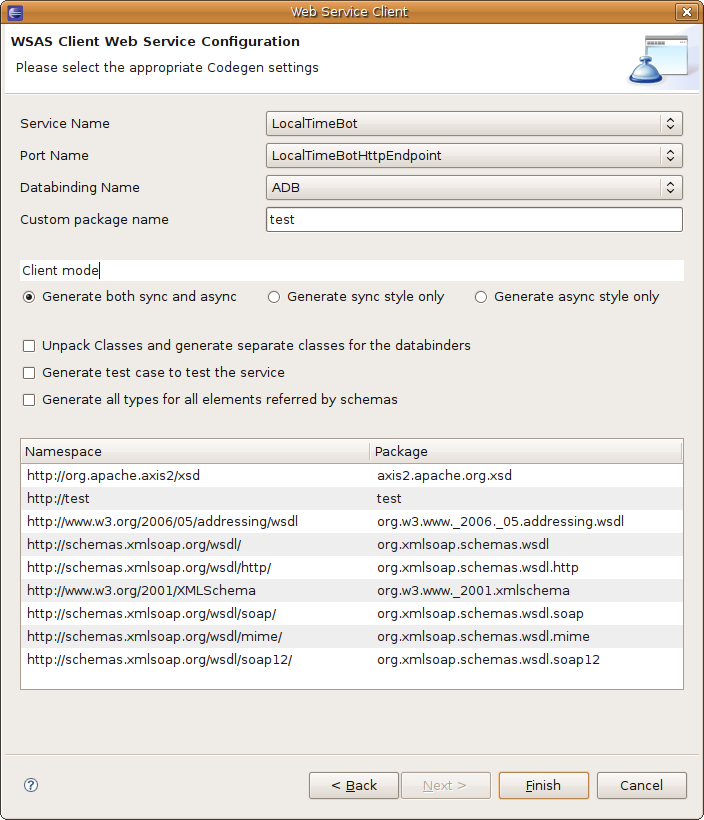 Web Service Client
WSAS Client Web Service Configuration
Please select the appropriate Codegen settings
Service Name LocalTimeBot
Port Name LocalTimeBotHttpEndpoint
Databinding Name ADB
Custom package name test
Client mode
Generate both sync and async Generate sync style only Generate async style only
Unpack Classes and generate separate classes for the databinders
Generate test case to test the service
Generate all types for all elements referred by schemas
Namespace Package
http://org.apache.axis2/xsd axis2.apache.org.xsd
http://test test
http://www.w3.org/2006/05/addressing/wsdl org.w3.www._2006._05.addressing.wsdl
http://schemas.xmlsoap.org/wsdl/ org.xmlsoap.schemas.wsdl
http://schemas.xmlsoap.org/wsdl/http/ org.xmlsoap.schemas.wsdl.http
http://www.w3.org/2001/XMLSchema org.w3.www._2001.xmlschema
http://schemas.xmlsoap.org/wsdl/soap/ org.xmlsoap.schemas.wsdl.soap
http://schemas.xmlsoap.org/wsdl/mime/ org.xmlsoap.schemas.wsdl.mime
http://schemas.xmlsoap.org/wsdl/soap12/ org.xmlsoap.schemas.wsdl.soap12
? < Back Next > Finish Cancel